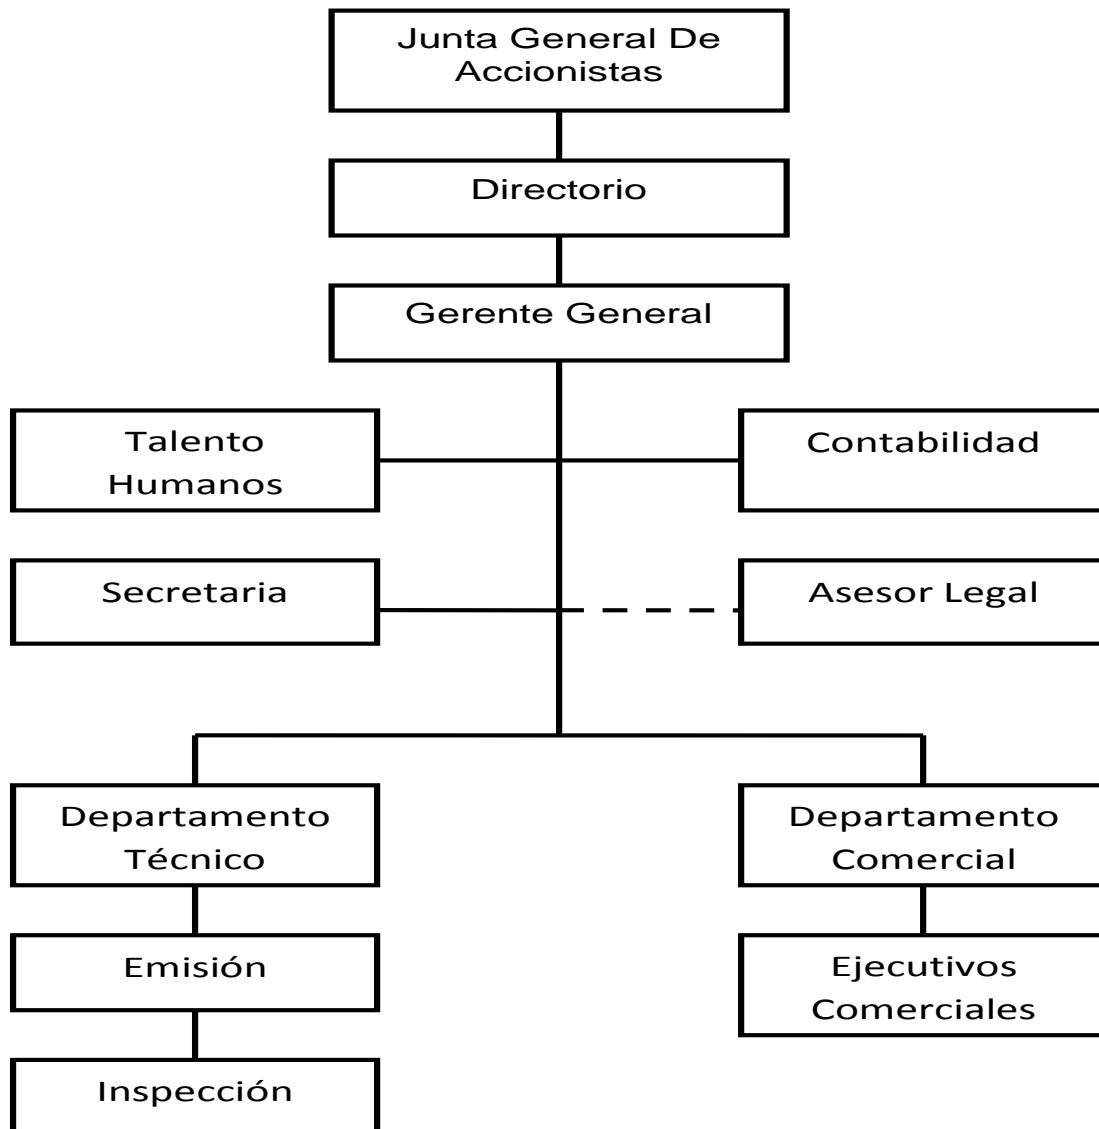 Junta General De
Accionistas
Directorio
Gerente General
Talento
Humanos
Contabilidad
Secretaria
Asesor Legal
Departamento
Técnico
Departamento
Comercial
Emisión
Ejecutivos
Comerciales
Inspección